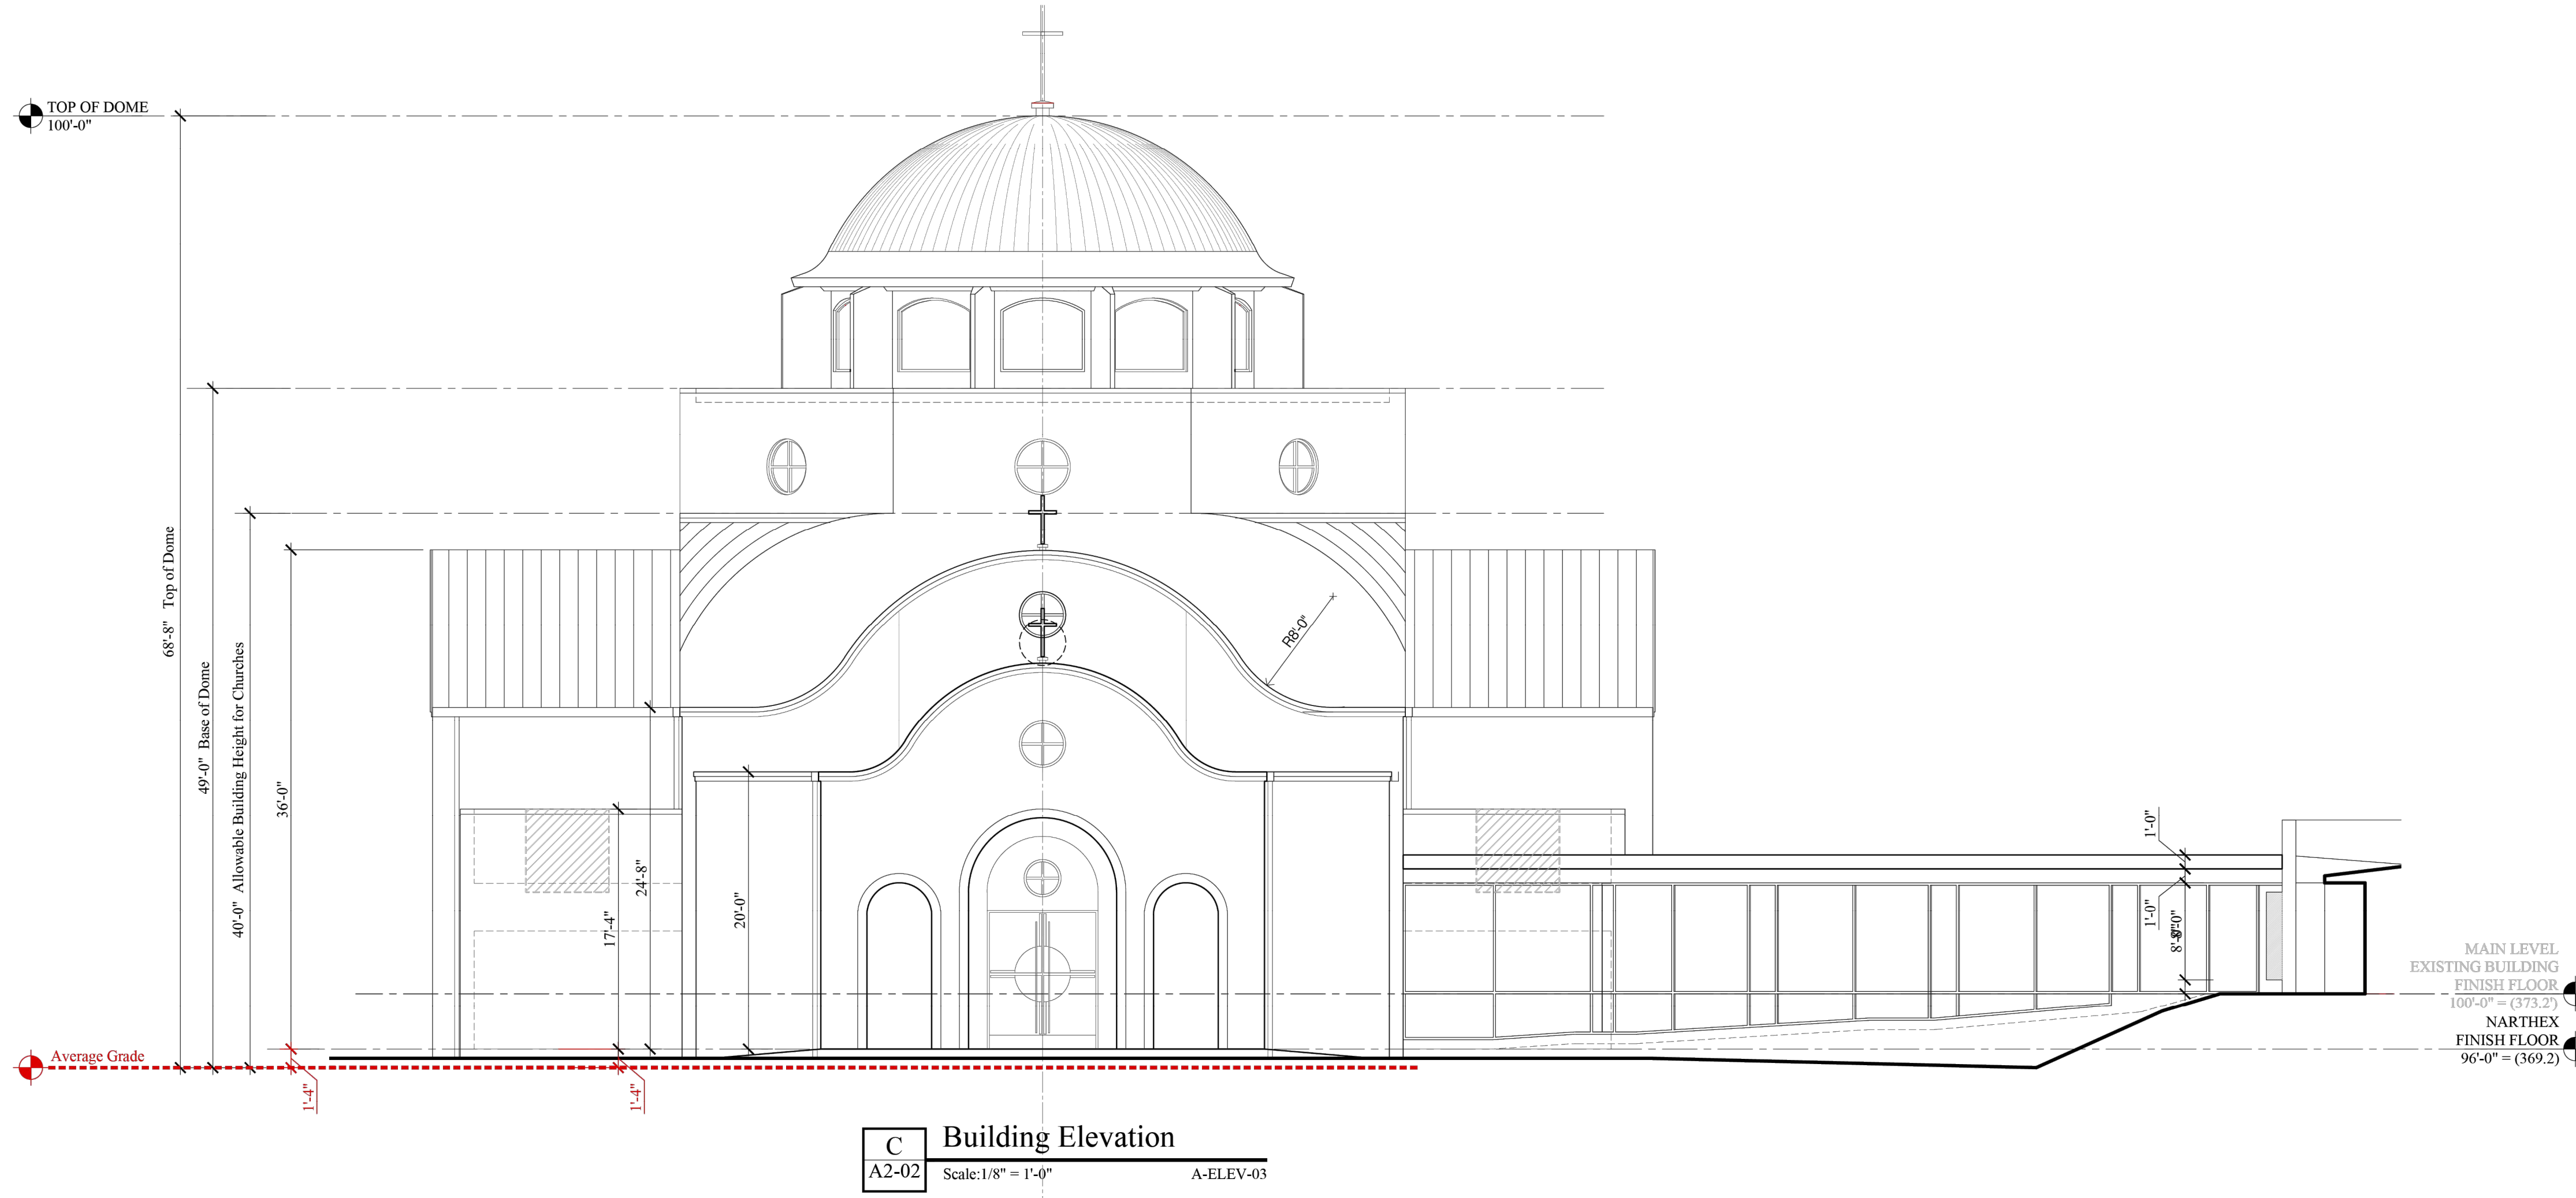 TOP OF DOME
100'-0"
68'-8" Top of Dome
49'-0" Base of Dome
40'-0" Allowable Building Height for Churches
36'-0"
R8'-0"
24'-8"
17'-4"
20'-0"
1'-0"
1'-0"
MAIN LEVEL
EXISTING BUILDING
FINISH FLOOR
100'-0" = (373.2')
NARTHEX
FINISH FLOOR
96'-0" = (369.2)
Average Grade
1'-4"
1'-4"
C
A2-02
Building Elevation
Scale:1/8" = 1'-0"
A-ELEV-03